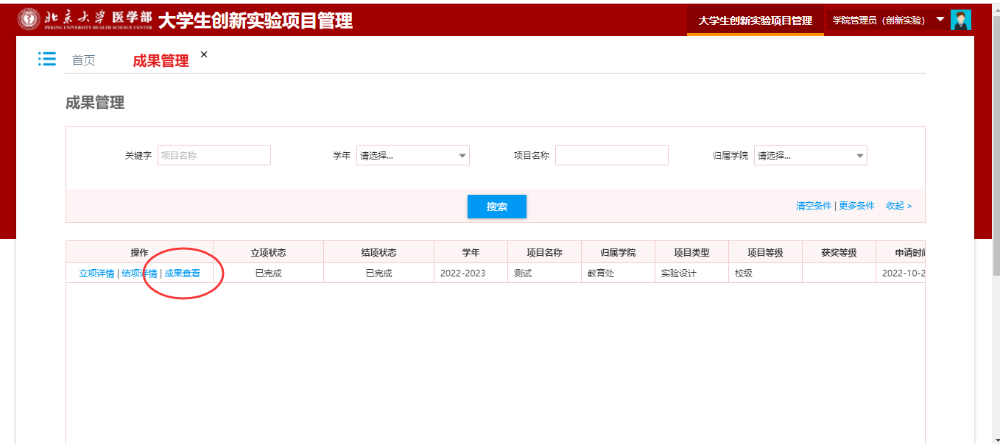 北京大学 医学部 大学生创新实验项目管理
PEKING UNIVERSITY HEALTH SCIENCE CENTER
大学生创新实验项目管理 学院管理员（创新实验）
首页 成果管理 ×
成果管理
关键字 项目名称 学年 请选择... 项目名称 归属学院 请选择...
搜索 清空条件 | 更多条件 收起 >
操作 立项状态 结项状态 学年 项目名称 归属学院 项目类型 项目等级 获奖等级 申请时间
立项详情 | 结项详情 | 成果查看 已完成 已完成 2022-2023 测试 教育处 实验设计 校级 2022-10-2